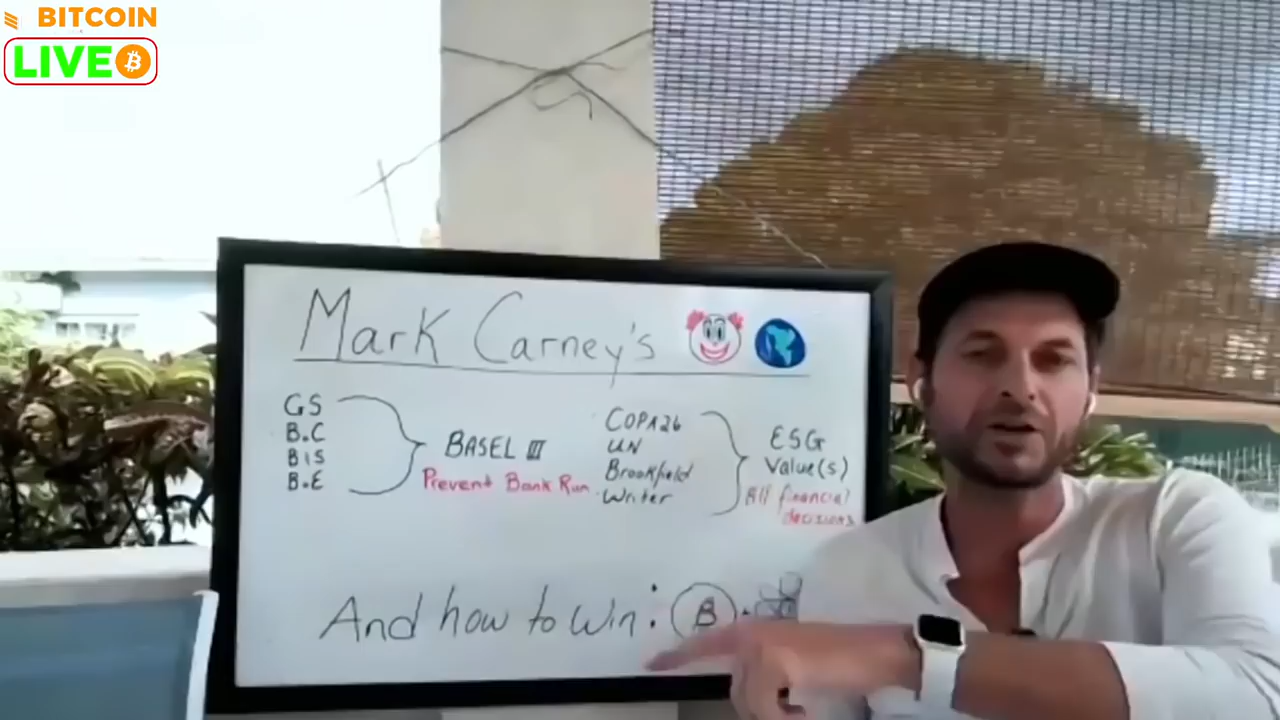 BITCOIN
LIVE
Mark Carney's
GS
B.C
BIS
B.E
BASEL III
Prevent Bank Run
COPA26
UN
Brookfield
Writer
ESG
Value(s)
All financial
decisions
And how to win: B